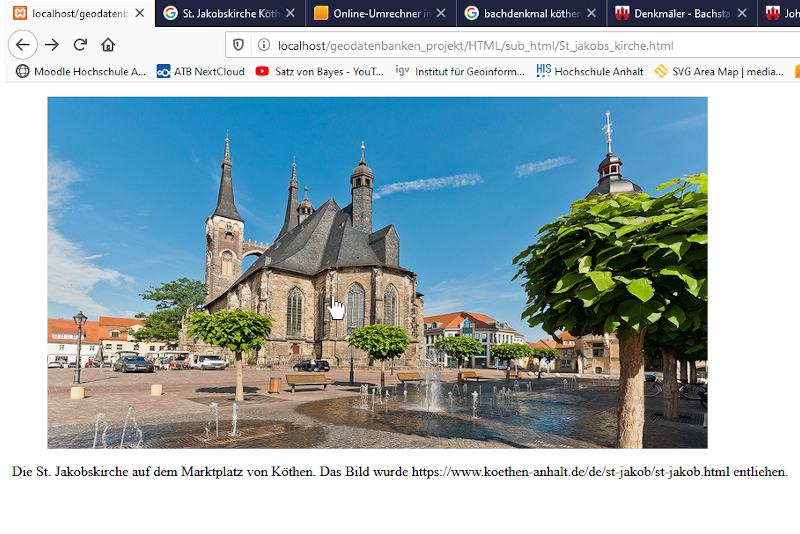 localhost/geodatenb
St. Jakobskirche Köth
Online-Umrechner i
bachdenkmal köthen
Denkmäler - Bachsta
Joh
localhost/geodatenbanken_projekt/HTML/sub_html/St_jakobs_kirche.html
Moodle Hochschule A...
ATB NextCloud
Satz von Bayes - YouT...
igv
Institut für Geoinform...
HIS
Hochschule Anhalt
SVG Area Map | media...
Die St. Jakobskirche auf dem Marktplatz von Köthen. Das Bild wurde https://www.koethen-anhalt.de/de/st-jakob/st-jakob.html entliehen.